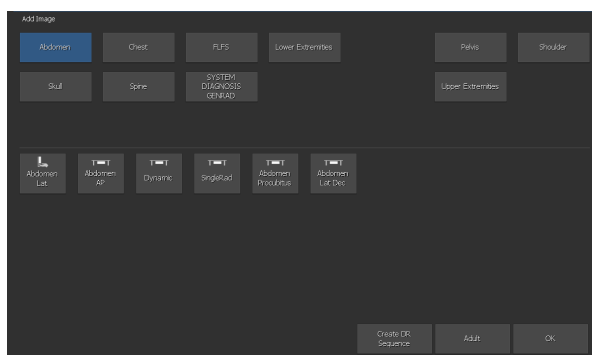 Add Image
Abdomen
Chest
FLFS
Lower Extremities
Pelvis
Shoulder
Skull
Spine
SYSTEM
DIAGNOSIS
GENRAD
Upper Extremities
Abdomen
Lat
Abdomen
AP
Dynamic
SingleRad
Abdomen
Procubitus
Abdomen
Lat Dec
Create DR
Sequence
Adult
OK